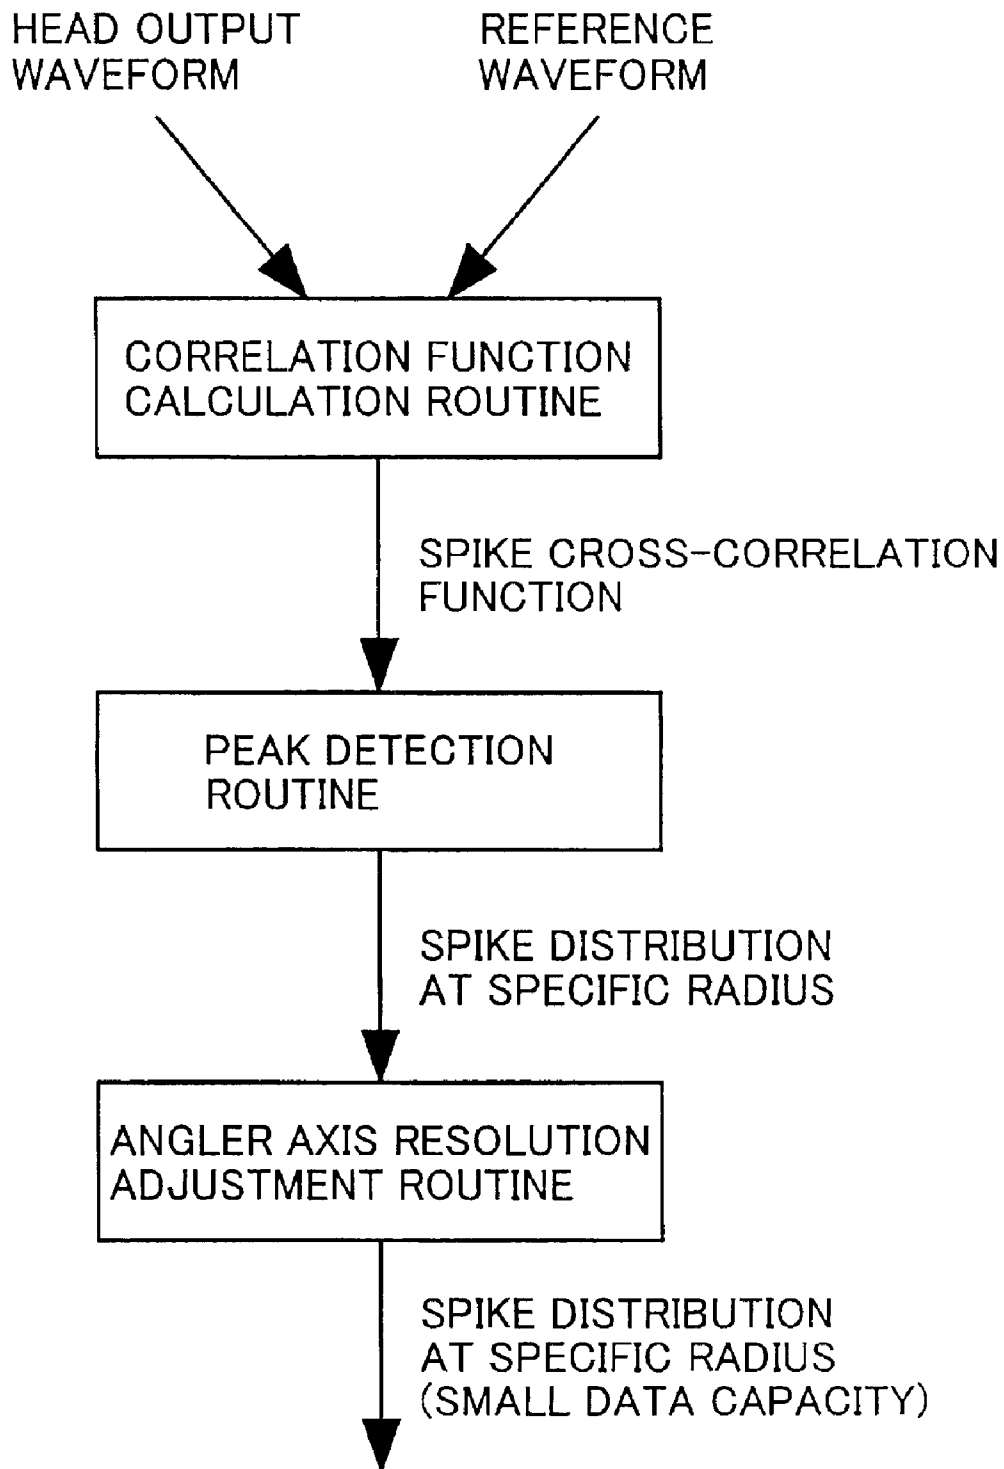 HEAD OUTPUT
WAVEFORM
REFERENCE
WAVEFORM
CORRELATION FUNCTION
CALCULATION ROUTINE
SPIKE CROSS-CORRELATION
FUNCTION
PEAK DETECTION
ROUTINE
SPIKE DISTRIBUTION
AT SPECIFIC RADIUS
ANGLER AXIS RESOLUTION
ADJUSTMENT ROUTINE
SPIKE DISTRIBUTION
AT SPECIFIC RADIUS
(SMALL DATA CAPACITY)